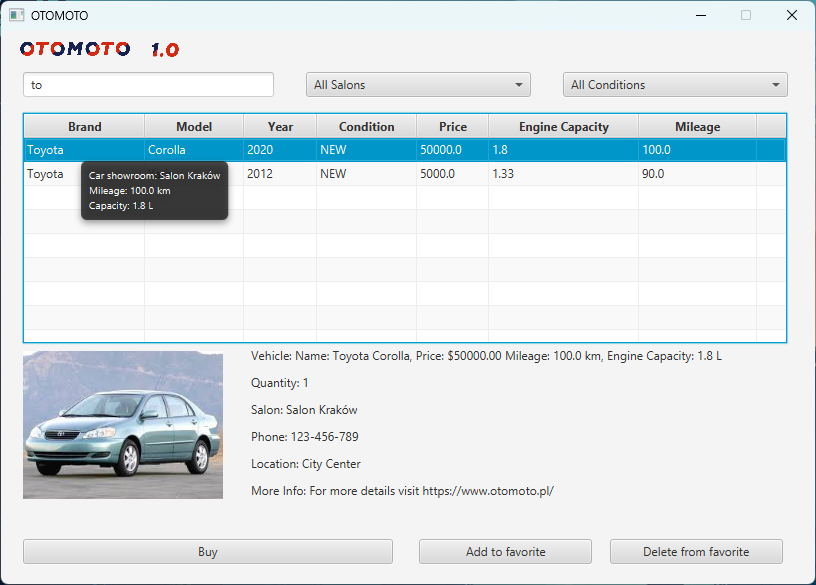 OTOMOTO
OTOMOTO 1.0
to All Salons All Conditions
Brand Model Year Condition Price Engine Capacity Mileage
Toyota Corolla 2020 NEW 50000.0 1.8 100.0
Toyota 2012 NEW 5000.0 1.33 90.0
Car showroom: Salon Kraków
Mileage: 100.0 km
Capacity: 1.8 L
Vehicle: Name: Toyota Corolla, Price: $50000.00 Mileage: 100.0 km, Engine Capacity: 1.8 L
Quantity: 1
Salon: Salon Kraków
Phone: 123-456-789
Location: City Center
More Info: For more details visit https://www.otomoto.pl/
Buy Add to favorite Delete from favorite